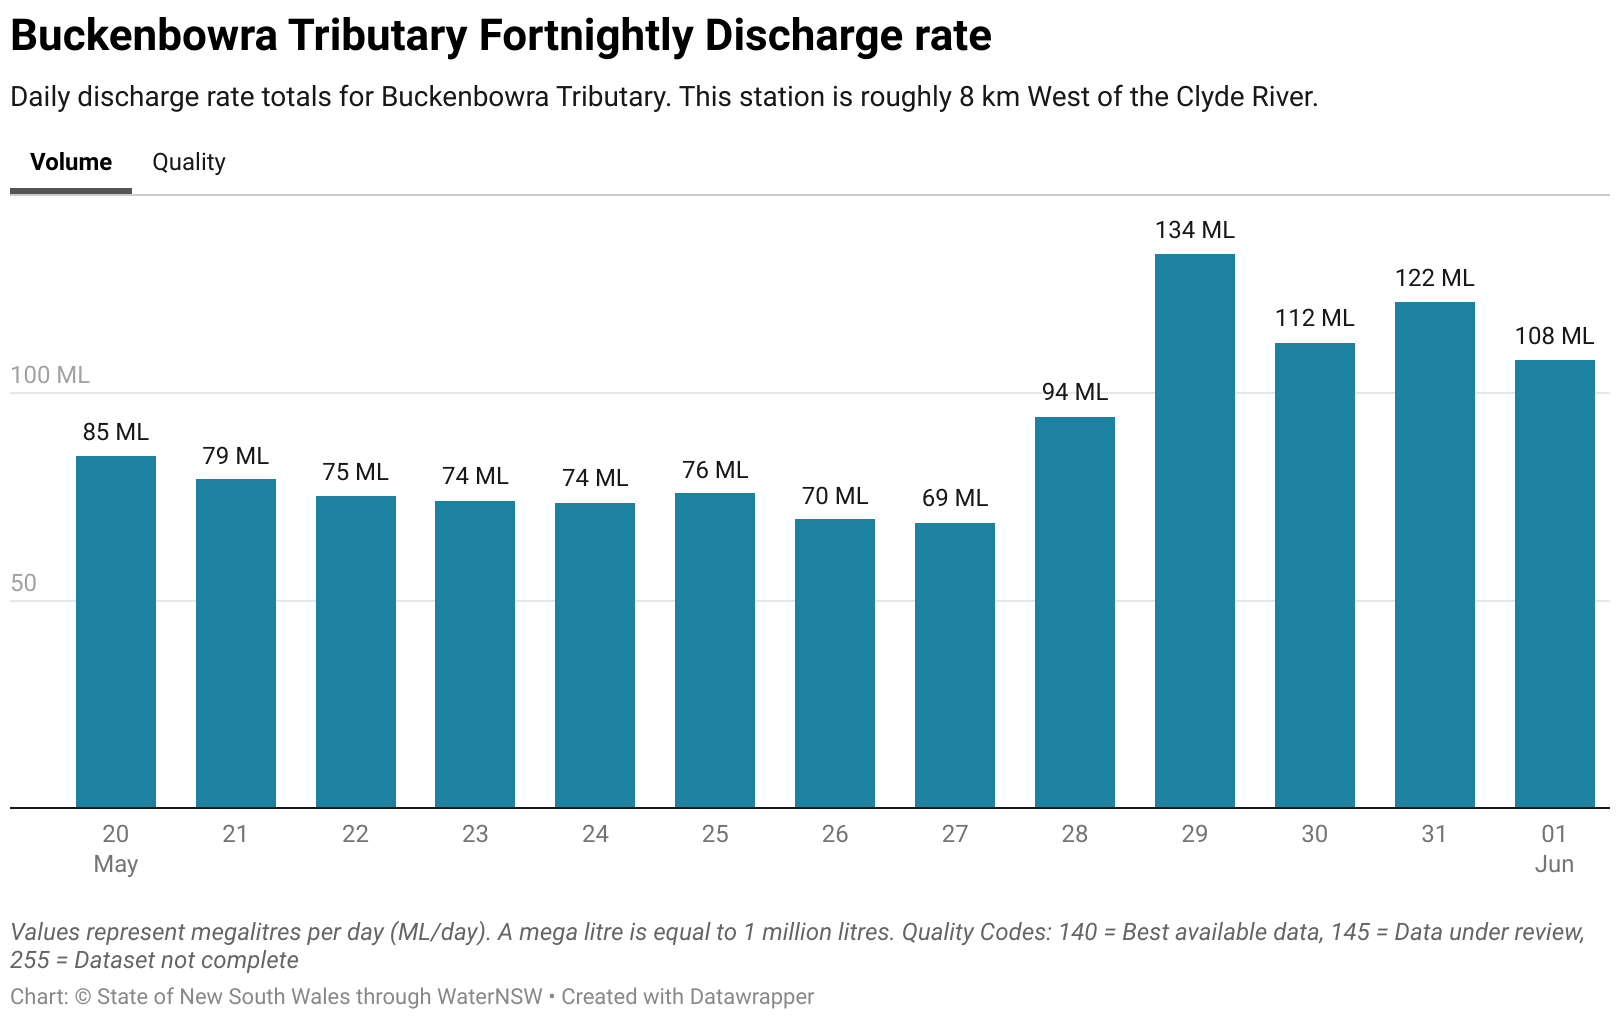 Buckenbowra Tributary Fortnightly Discharge rate
Daily discharge rate totals for Buckenbowra Tributary. This station is roughly 8 km West of the Clyde River.
Volume Quality
134 ML
122 ML
112 ML
108 ML
100 ML
94 ML
85 ML
79 ML
75 ML
74 ML
74 ML
76 ML
70 ML
69 ML
50
20 21 22 23 24 25 26 27 28 29 30 31 01
May Jun
Values represent megalitres per day (ML/day). A mega litre is equal to 1 million litres. Quality Codes: 140 = Best available data, 145 = Data under review,
255 = Dataset not complete
Chart: © State of New South Wales through WaterNSW • Created with Datawrapper